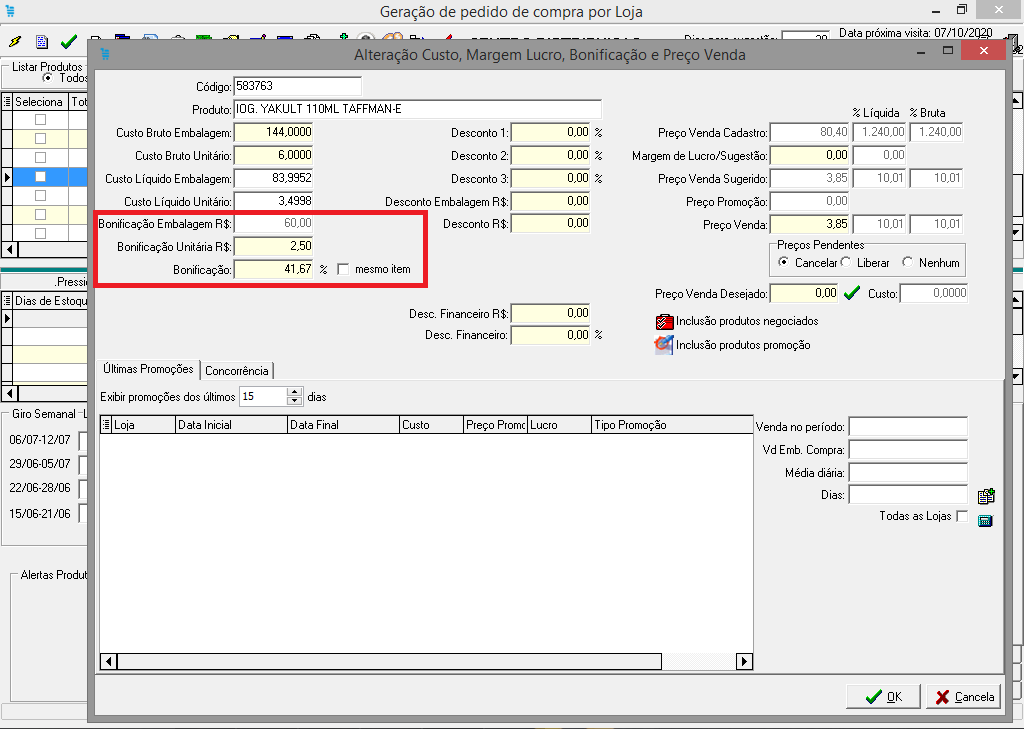 Geração de pedido de compra por Loja
Data próxima visita: 07/10/2020
Listar Produtos
Todos
Seleciona Tot
.Pressi
Dias de Estoqu
Giro Semanal
06/07-12/07
29/06-05/07
22/06-28/06
15/06-21/06
Alertas Produt
Alteração Custo, Margem Lucro, Bonificação e Preço Venda
Código: 583763
Produto: IOG. YAKULT 110ML TAFFMAN-E
Custo Bruto Embalagem: 144,0000
Custo Bruto Unitário: 6,0000
Custo Líquido Embalagem: 83,9952
Custo Líquido Unitário: 3,4998
Bonificação Embalagem R$: 60,00
Bonificação Unitária R$: 2,50
Bonificação: 41,67 % mesmo item
Desconto 1: 0,00 %
Desconto 2: 0,00 %
Desconto 3: 0,00 %
Desconto Embalagem R$: 0,00
Desconto R$: 0,00
Desc. Financeiro R$: 0,00
Desc. Financeiro: 0,00 %
% Líquida % Bruta
Preço Venda Cadastro: 80,40 1.240,00 1.240,00
Margem de Lucro/Sugestão: 0,00 0,00
Preço Venda Sugerido: 3,85 10,01 10,01
Preço Promoção: 0,00
Preço Venda: 3,85 10,01 10,01
Preços Pendentes
Cancelar Liberar Nenhum
Preço Venda Desejado: 0,00 Custo: 0,0000
Inclusão produtos negociados
Inclusão produtos promoção
Últimas Promoções Concorrência
Exibir promoções dos últimos 15 dias
Loja Data Inicial Data Final Custo Preço Promo Lucro Tipo Promoção
Venda no período:
Vd Emb. Compra:
Média diária:
Dias:
Todas as Lojas
OK Cancela